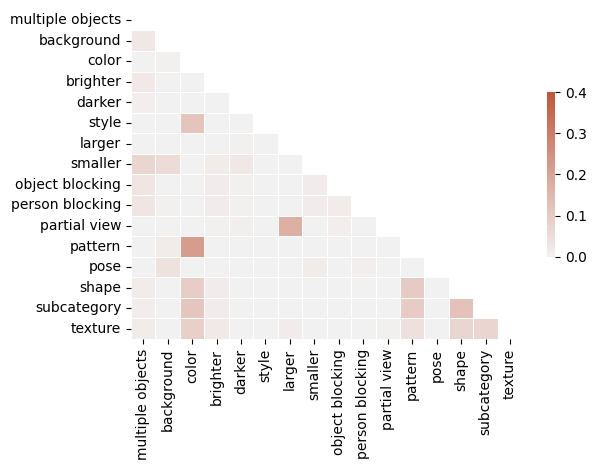 multiple objects
background
color
brighter
darker
style
larger
smaller
object blocking
person blocking
partial view
pattern
pose
shape
subcategory
texture
multiple objects
background
color
brighter
darker
style
larger
smaller
object blocking
person blocking
partial view
pattern
pose
shape
subcategory
texture
0.4
0.3
0.2
0.1
0.0